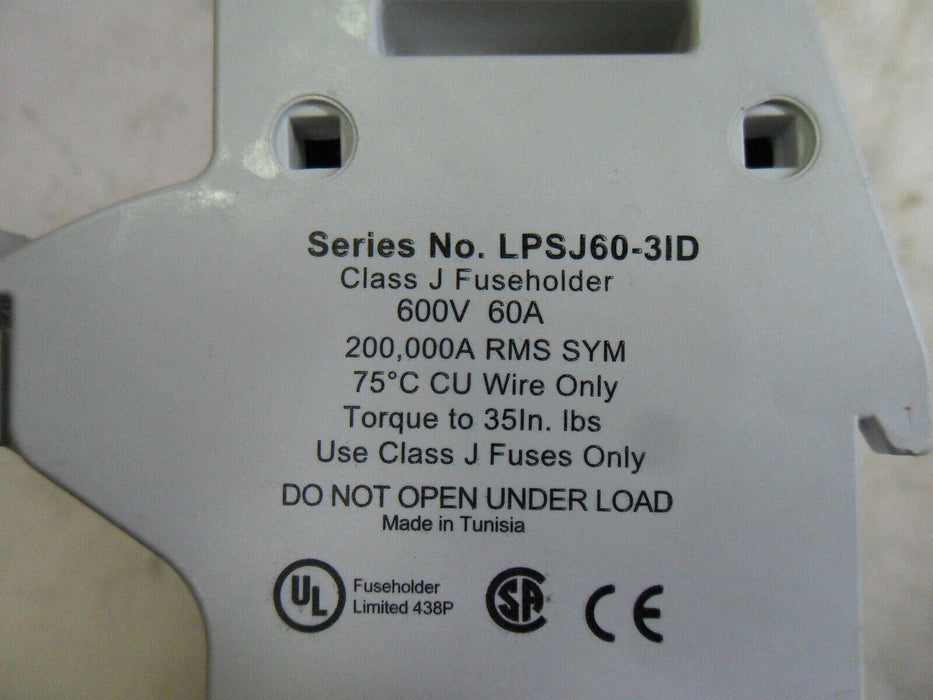 Series No. LPSJ60-3ID
Class J Fuseholder
600V 60A
200,000A RMS SYM
75°C CU Wire Only
Torque to 35In. lbs
Use Class J Fuses Only
DO NOT OPEN UNDER LOAD
Made in Tunisia
UL
Fuseholder
Limited 438P
SA
CE